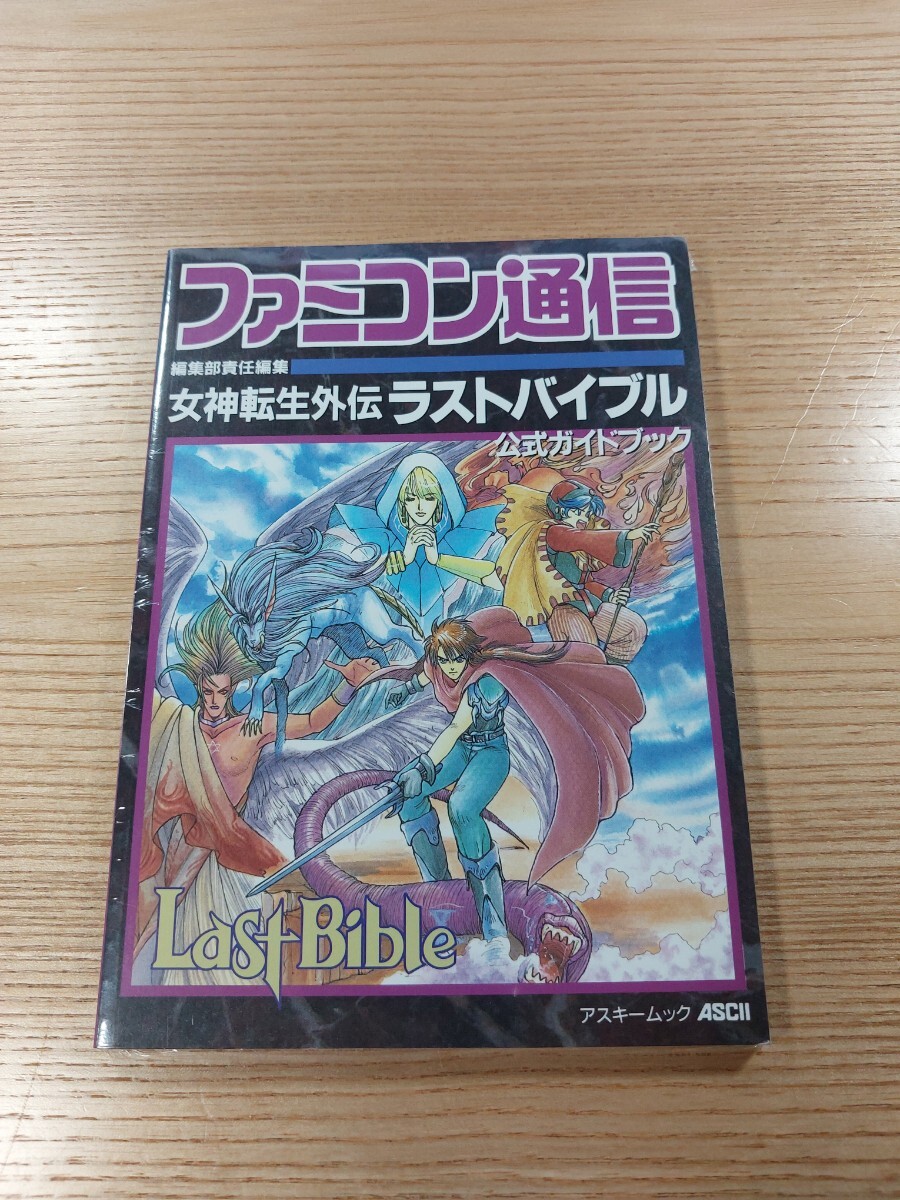 ファミコン通信
編集部責任編集
女神転生外伝 ラストバイブル
公式ガイドブック
Last Bible
アスキームック ASCII